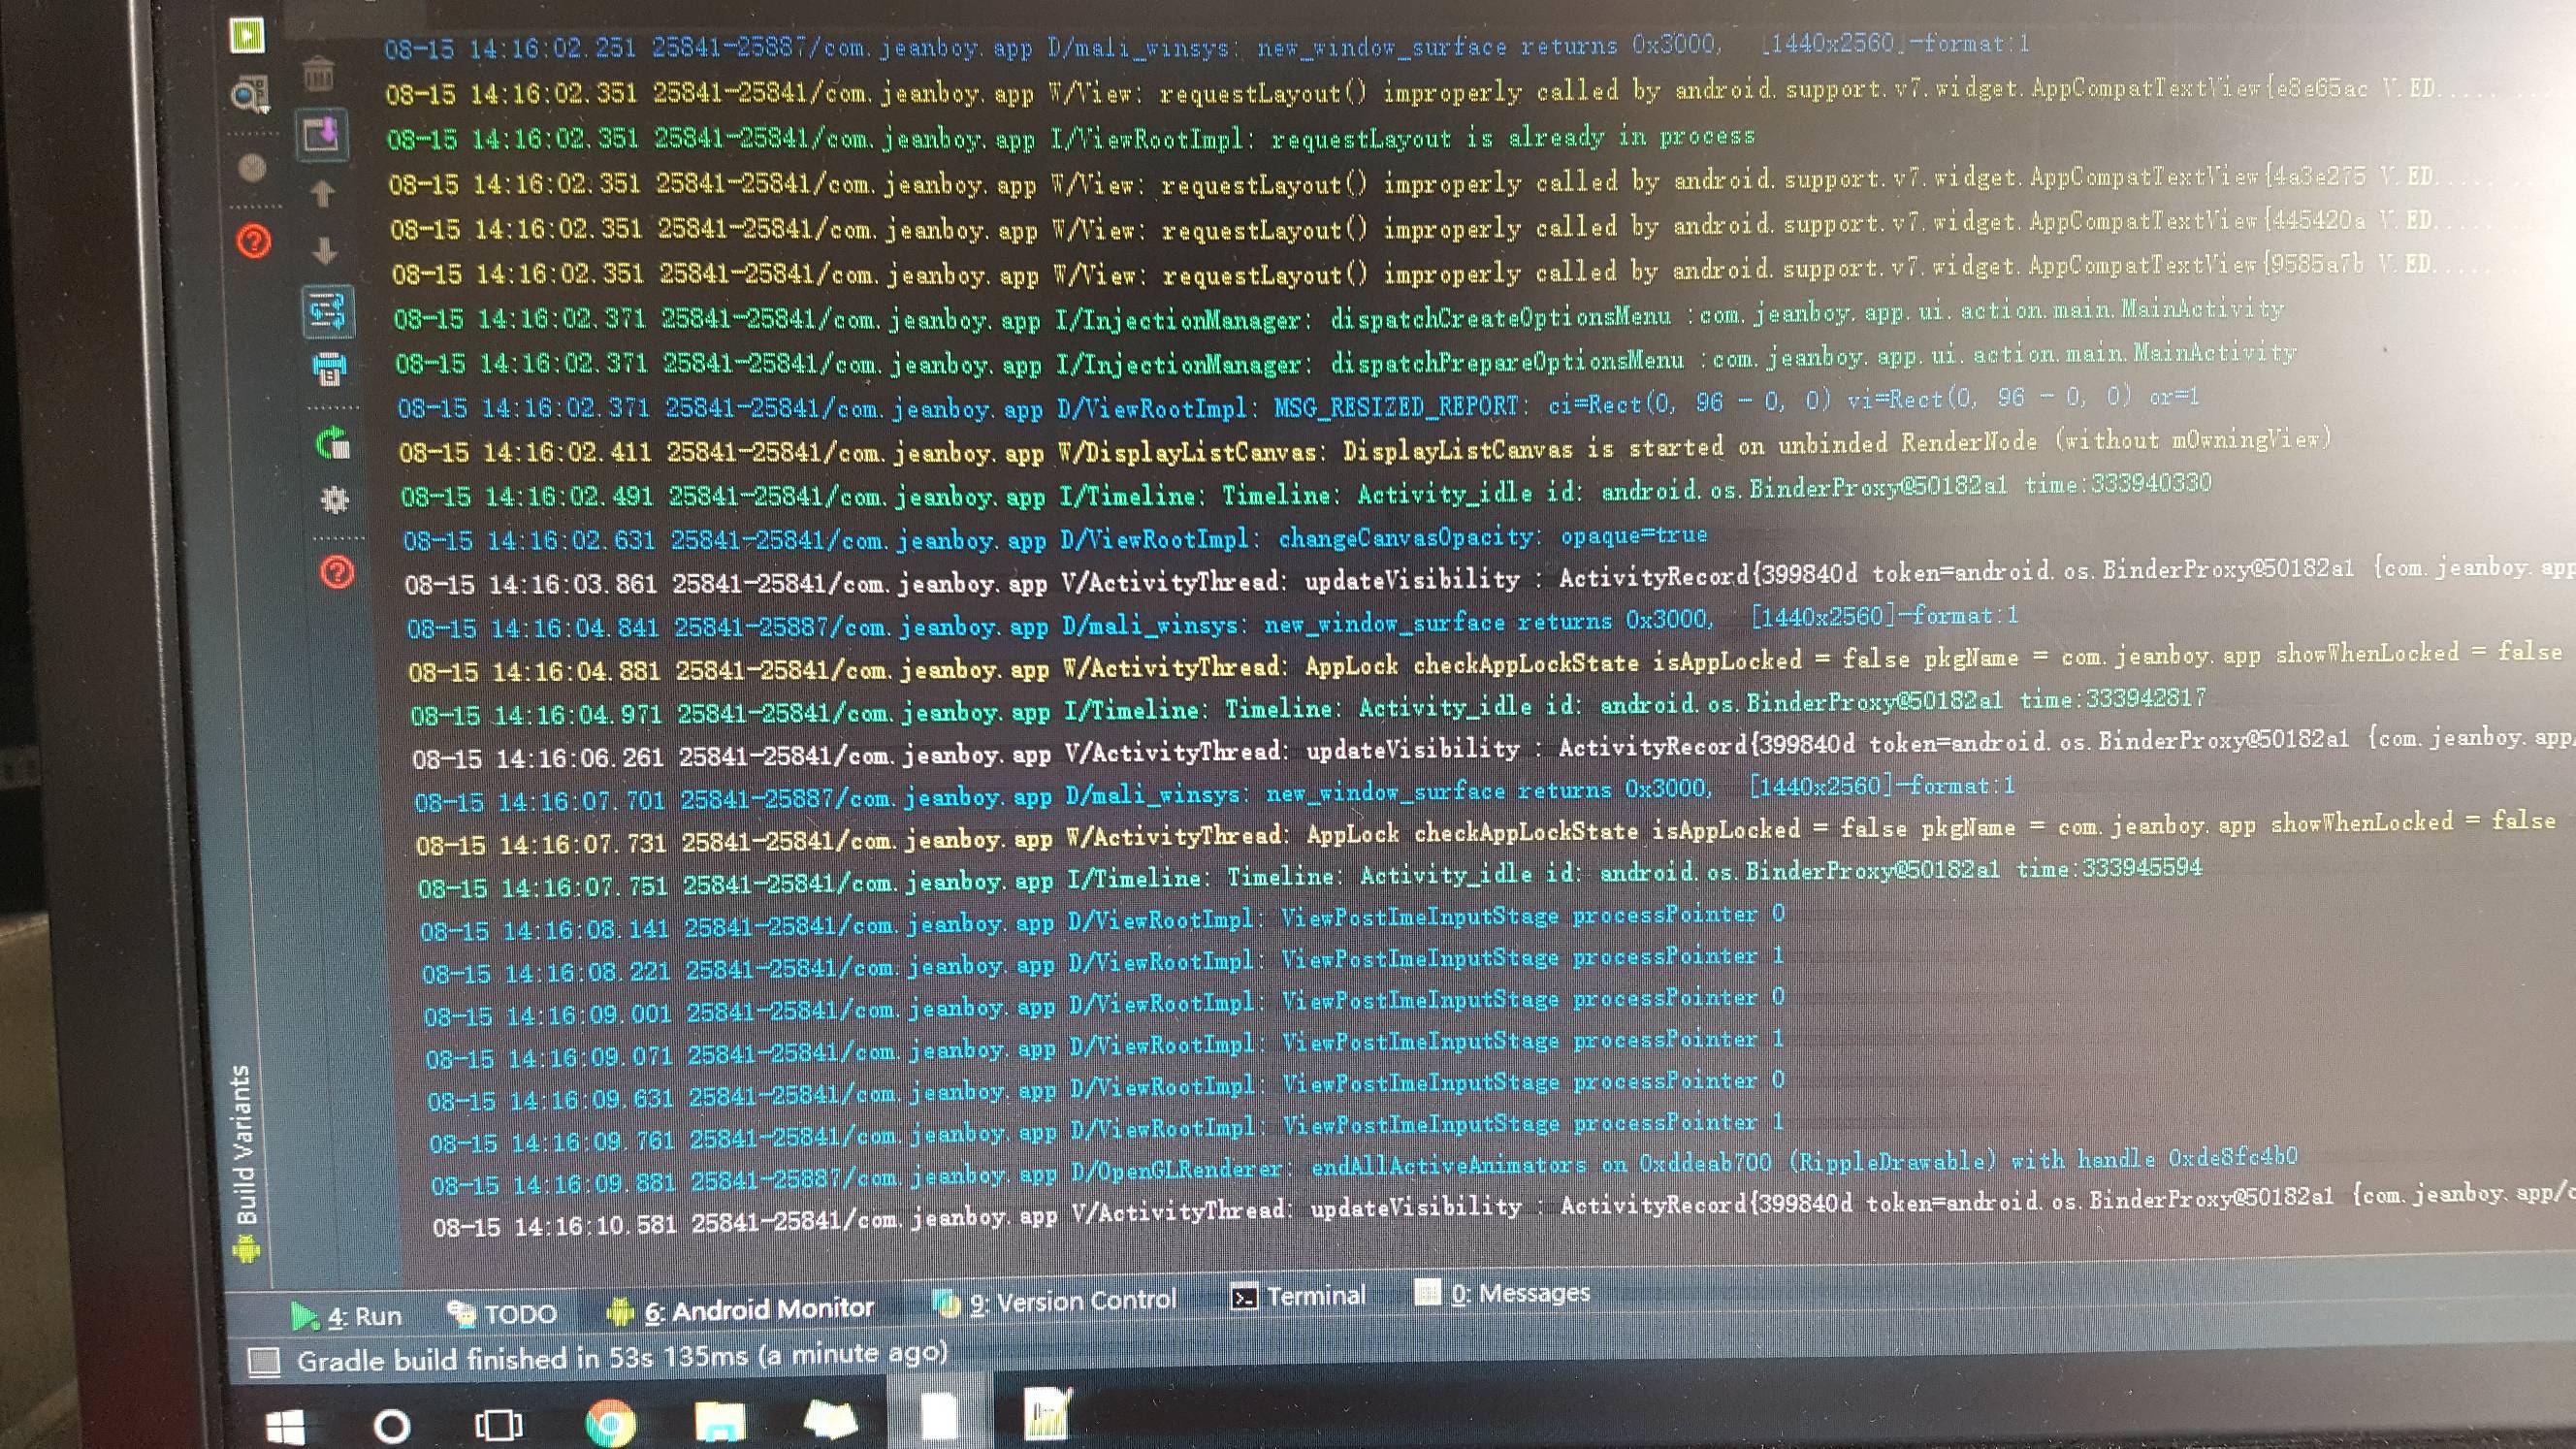 08-15 14:16:02.251 25841-25887/com.jeanboy.app D/mali_winsys: new_window_surface returns 0x3000,  [1440x2560]-format:1
08-15 14:16:02.351 25841-25841/com.jeanboy.app W/View: requestLayout() improperly called by android.support.v7.widget.AppCompatTextView{e8e65ac V.ED.....
08-15 14:16:02.351 25841-25841/com.jeanboy.app I/ViewRootImpl: requestLayout is already in process
08-15 14:16:02.351 25841-25841/com.jeanboy.app W/View: requestLayout() improperly called by android.support.v7.widget.AppCompatTextView{4a3e275 V.ED.....
08-15 14:16:02.351 25841-25841/com.jeanboy.app W/View: requestLayout() improperly called by android.support.v7.widget.AppCompatTextView{445420a V.ED.....
08-15 14:16:02.351 25841-25841/com.jeanboy.app W/View: requestLayout() improperly called by android.support.v7.widget.AppCompatTextView{9585a7b V.ED.....
08-15 14:16:02.371 25841-25841/com.jeanboy.app I/InjectionManager: dispatchCreateOptionsMenu :com.jeanboy.app.ui.action.main.MainActivity
08-15 14:16:02.371 25841-25841/com.jeanboy.app I/InjectionManager: dispatchPrepareOptionsMenu :com.jeanboy.app.ui.action.main.MainActivity
08-15 14:16:02.371 25841-25841/com.jeanboy.app D/ViewRootImpl: MSG_RESIZED_REPORT: ci=Rect(0, 96 - 0, 0) vi=Rect(0, 96 - 0, 0) or=1
08-15 14:16:02.411 25841-25841/com.jeanboy.app W/DisplayListCanvas: DisplayListCanvas is started on unbinded RenderNode (without mOwningView)
08-15 14:16:02.491 25841-25841/com.jeanboy.app I/Timeline: Timeline: Activity_idle id: android.os.BinderProxy@50182a1 time:333940330
08-15 14:16:02.631 25841-25841/com.jeanboy.app D/ViewRootImpl: changeCanvasOpacity: opaque=true
08-15 14:16:03.861 25841-25841/com.jeanboy.app V/ActivityThread: updateVisibility : ActivityRecord{399840d token=android.os.BinderProxy@50182a1 {com.jeanboy.app
08-15 14:16:04.841 25841-25887/com.jeanboy.app D/mali_winsys: new_window_surface returns 0x3000,  [1440x2560]-format:1
08-15 14:16:04.881 25841-25841/com.jeanboy.app W/ActivityThread: AppLock checkAppLockState isAppLocked = false pkgName = com.jeanboy.app showWhenLocked = false
08-15 14:16:04.971 25841-25841/com.jeanboy.app I/Timeline: Timeline: Activity_idle id: android.os.BinderProxy@50182a1 time:333942817
08-15 14:16:06.261 25841-25841/com.jeanboy.app V/ActivityThread: updateVisibility : ActivityRecord{399840d token=android.os.BinderProxy@50182a1 {com.jeanboy.app/
08-15 14:16:07.701 25841-25887/com.jeanboy.app D/mali_winsys: new_window_surface returns 0x3000,  [1440x2560]-format:1
08-15 14:16:07.731 25841-25841/com.jeanboy.app W/ActivityThread: AppLock checkAppLockState isAppLocked = false pkgName = com.jeanboy.app showWhenLocked = false
08-15 14:16:07.751 25841-25841/com.jeanboy.app I/Timeline: Timeline: Activity_idle id: android.os.BinderProxy@50182a1 time:333945594
08-15 14:16:08.141 25841-25841/com.jeanboy.app D/ViewRootImpl: ViewPostImeInputStage processPointer 0
08-15 14:16:08.221 25841-25841/com.jeanboy.app D/ViewRootImpl: ViewPostImeInputStage processPointer 1
08-15 14:16:09.001 25841-25841/com.jeanboy.app D/ViewRootImpl: ViewPostImeInputStage processPointer 0
08-15 14:16:09.071 25841-25841/com.jeanboy.app D/ViewRootImpl: ViewPostImeInputStage processPointer 1
08-15 14:16:09.631 25841-25841/com.jeanboy.app D/ViewRootImpl: ViewPostImeInputStage processPointer 0
08-15 14:16:09.761 25841-25841/com.jeanboy.app D/ViewRootImpl: ViewPostImeInputStage processPointer 1
08-15 14:16:09.881 25841-25887/com.jeanboy.app D/OpenGLRenderer: endAllActiveAnimators on 0xddeab700 (RippleDrawable) with handle 0xde8fc4b0
08-15 14:16:10.581 25841-25841/com.jeanboy.app V/ActivityThread: updateVisibility : ActivityRecord{399840d token=android.os.BinderProxy@50182a1 {com.jeanboy.app/c
Build Variants
4: Run TODO 6: Android Monitor 9: Version Control Terminal 0: Messages
Gradle build finished in 53s 135ms (a minute ago)